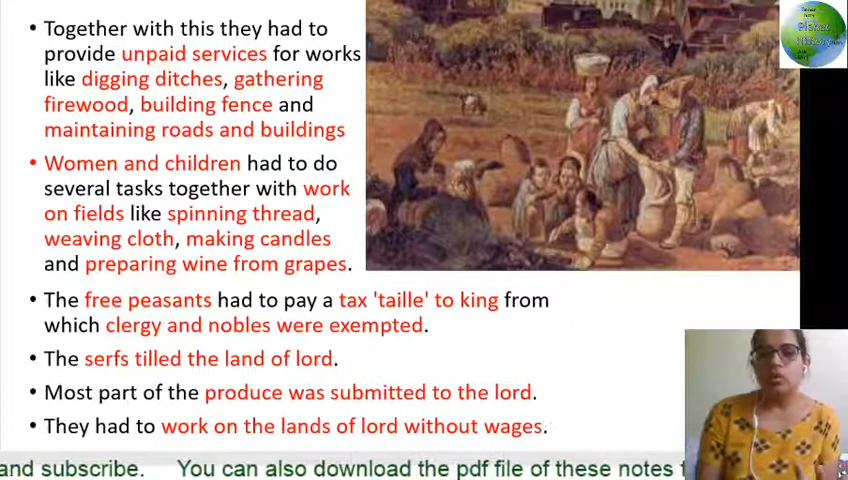 • Together with this they had to
provide unpaid services for works
like digging ditches, gathering
firewood, building fence and
maintaining roads and buildings
• Women and children had to do
several tasks together with work
on fields like spinning thread,
weaving cloth, making candles
and preparing wine from grapes.
• The free peasants had to pay a tax 'taille' to king from
which clergy and nobles were exempted.
• The serfs tilled the land of lord.
• Most part of the produce was submitted to the lord.
• They had to work on the lands of lord without wages.
Planet
History
and subscribe. You can also download the pdf file of these notes